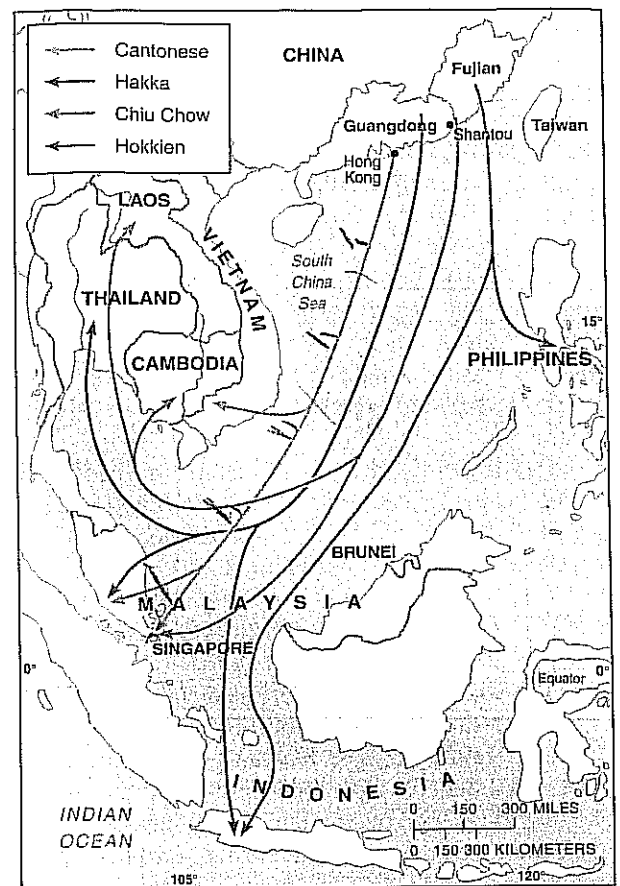 Cantonese
Hakka
Chiu Chow
Hokkien
CHINA
Fujian
Guangdong
Shantou
Taiwan
Hong
Kong
LAOS
VIETNAM
South
China
Sea
THAILAND
15°
CAMBODIA
PHILIPPINES
BRUNEI
MALAYSIA
SINGAPORE
0°
Equator
0°
INDONESIA
0 150 300 MILES
INDIAN
OCEAN
0 150 300 KILOMETERS
105°
120°